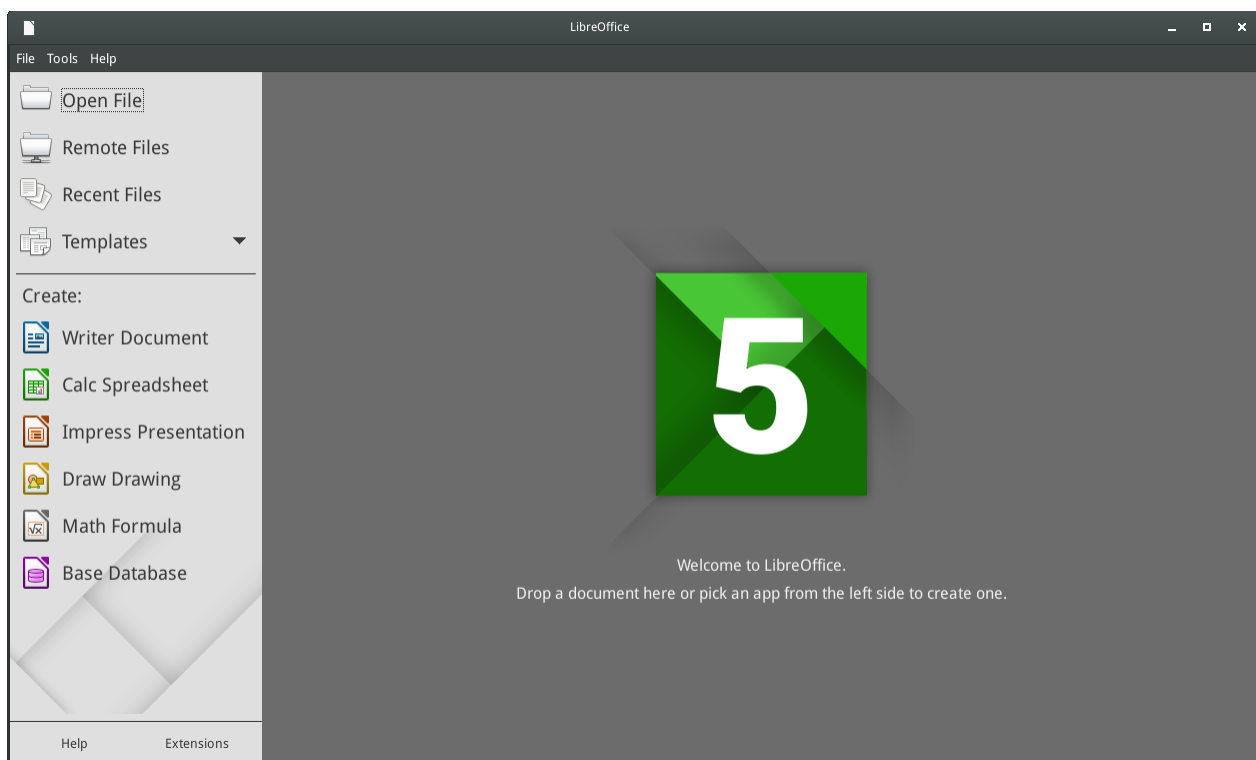 LibreOffice
File Tools Help
Open File
Remote Files
Recent Files
Templates
Create:
Writer Document
Calc Spreadsheet
Impress Presentation
Draw Drawing
Math Formula
Base Database
Help Extensions
5
Welcome to LibreOffice.
Drop a document here or pick an app from the left side to create one.